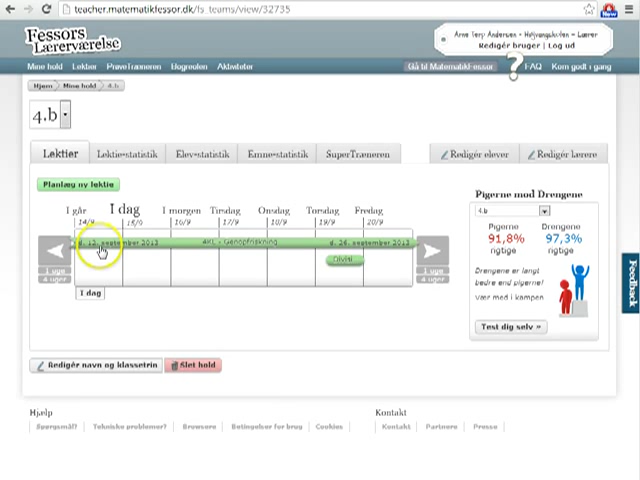 teacher.matematikfessor.dk/fs_teams/view/32735
Fessors
Lærerværelse
Arne Terp Andersen - Højvangskolen - Lærer
Redigér bruger | Log ud
Mine hold Lektier PrøveTræneren Ekspreolen Aktiviteter
Gå til MatematikFessor
? FAQ Kom godt i gang
Hjem Mine hold 4.b
4.b
Lektier Lektie-statistik Elev-statistik Emne-statistik SuperTræneren Redigér elever Redigér lærere
Planlæg ny lektie
I går I dag I morgen Tirsdag Onsdag Torsdag Fredag
14/9 15/9 16/9 17/9 18/9 19/9 20/9
d. 12. september 2013 AKL - Genopfriskning d. 26. september 2013
1 uge
4 uger
1 uge
4 uger
I dag
Pigerne mod Drengene
4.b
Pigerne Drengene
91,8% 97,3%
rigtige rigtige
Drengene er langt
bedre end pigerne!
Vær med i kampen
Test dig selv »
Feedback
Redigér navn og klassetrin Slet hold
Hjælp
Spørgsmål? Tekniske problemer? Browsere Betingelser for brug Cookies
Kontakt
Kontakt Partnere Presse